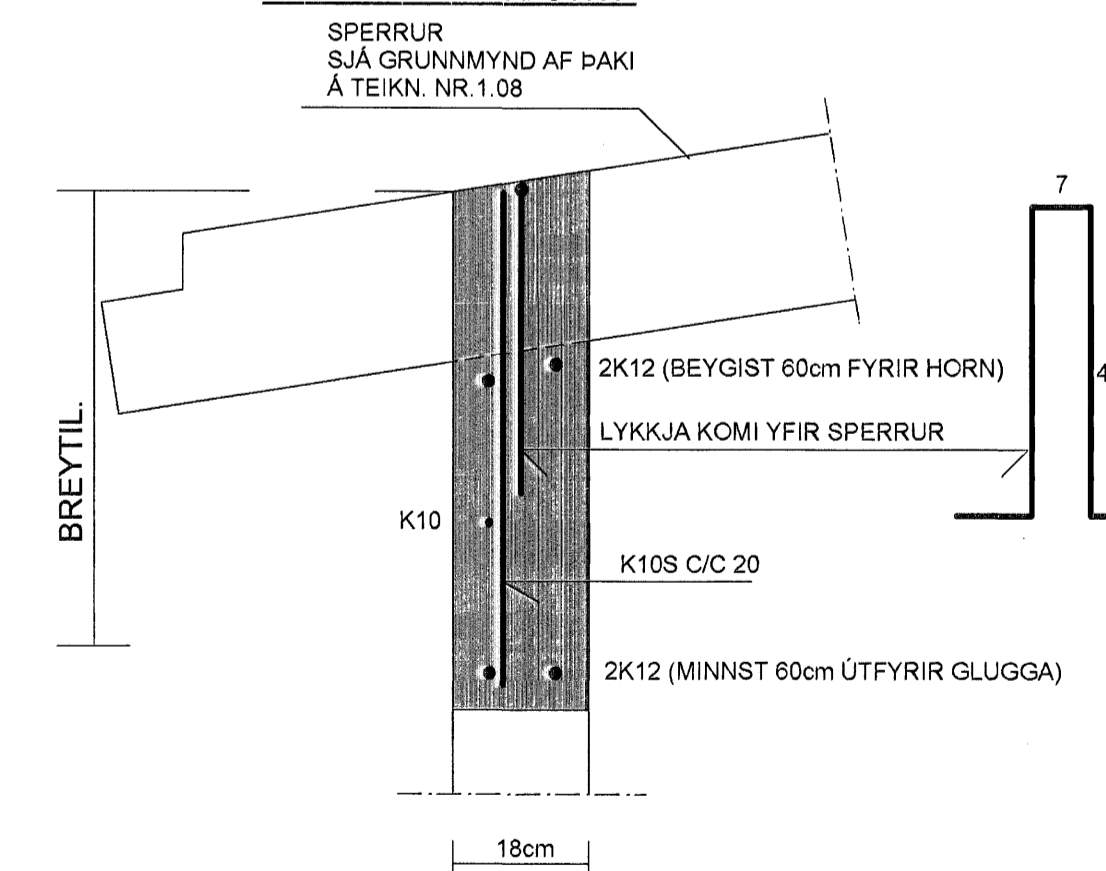 SPERRUR
SJÁ GRUNNMYND AF ÞAKI
Á TEIKN. NR.1.08
7
2K12 (BEYGIST 60cm FYRIR HORN)
4
LYKKJA KOMI YFIR SPERRUR
BREYTIL.
K10
K10S C/C 20
2K12 (MINNST 60cm ÚTFYRIR GLUGGA)
18cm